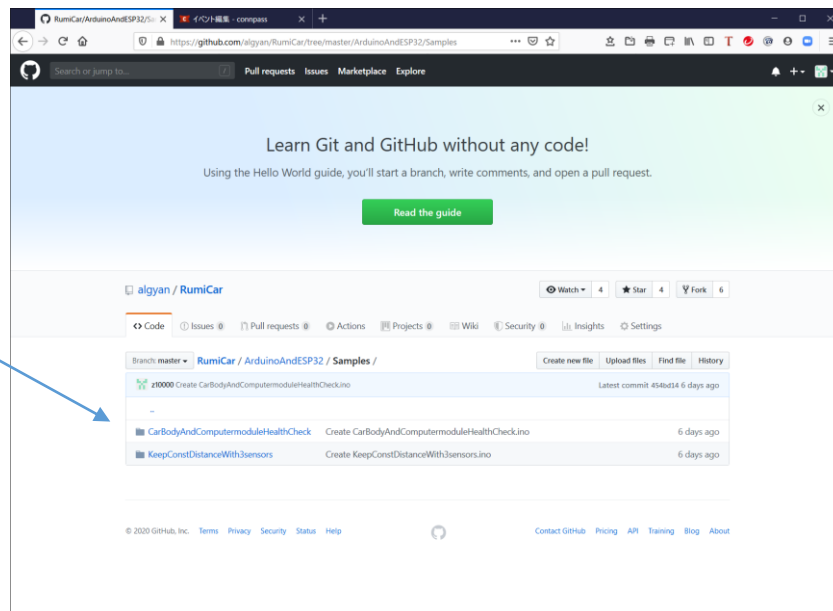 RumiCar/ArduinoAndESP32/Sa
イベント編集 - connpass
https://github.com/algyan/RumiCar/tree/master/ArduinoAndESP32/Samples
Search or jump to...
Pull requests Issues Marketplace Explore
Learn Git and GitHub without any code!
Using the Hello World guide, you'll start a branch, write comments, and open a pull request.
Read the guide
algyan / RumiCar
Watch 4 Star 4 Fork 6
Code Issues 0 Pull requests 0 Actions Projects 0 Wiki Security 0 Insights Settings
Branch: master RumiCar / ArduinoAndESP32 / Samples / Create new file Upload files Find file History
z10000 Create CarBodyAndComputermoduleHealthCheck.ino Latest commit 454bd14 6 days ago
..
CarBodyAndComputermoduleHealthCheck Create CarBodyAndComputermoduleHealthCheck.ino 6 days ago
KeepConstDistanceWith3sensors Create KeepConstDistanceWith3sensors.ino 6 days ago
© 2020 GitHub, Inc. Terms Privacy Security Status Help Contact GitHub Pricing API Training Blog About